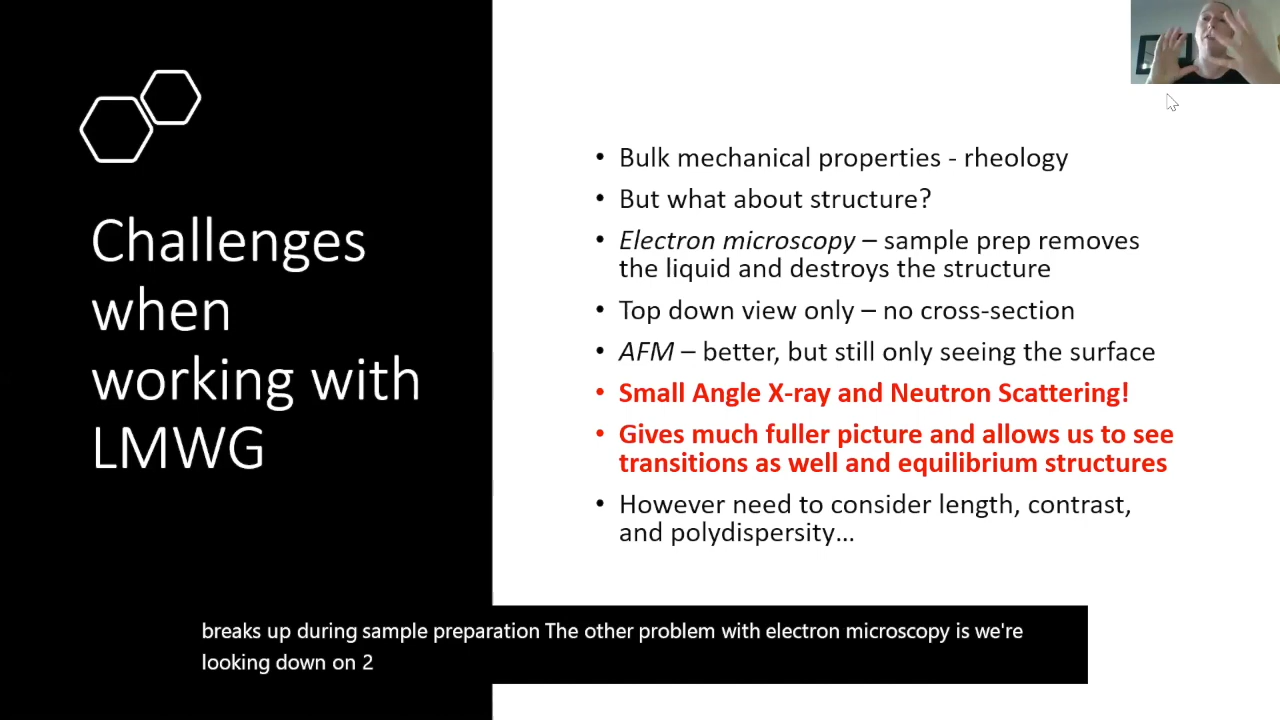 Challenges
when
working with
LMWG
• Bulk mechanical properties - rheology
• But what about structure?
• Electron microscopy – sample prep removes
the liquid and destroys the structure
• Top down view only – no cross-section
• AFM – better, but still only seeing the surface
• Small Angle X-ray and Neutron Scattering!
• Gives much fuller picture and allows us to see
transitions as well and equilibrium structures
• However need to consider length, contrast,
and polydispersity…
breaks up during sample preparation The other problem with electron microscopy is we're
looking down on 2